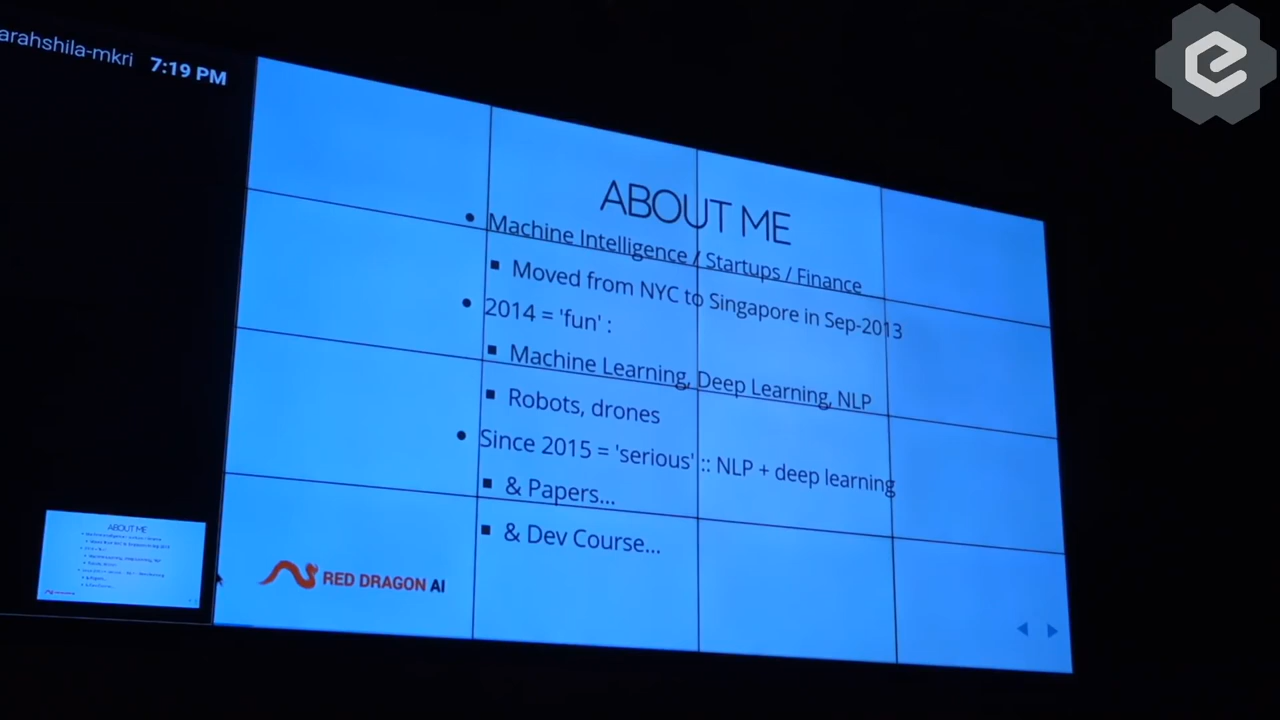 arahshila-mkri 7:19 PM
ABOUT ME
Machine Intelligence / Startups / Finance
Moved from NYC to Singapore in Sep-2013
2014 = 'fun' :
Machine Learning, Deep Learning, NLP
Robots, drones
Since 2015 = 'serious' :: NLP + deep learning
& Papers...
& Dev Course...
RED DRAGON AI
ABOUT ME